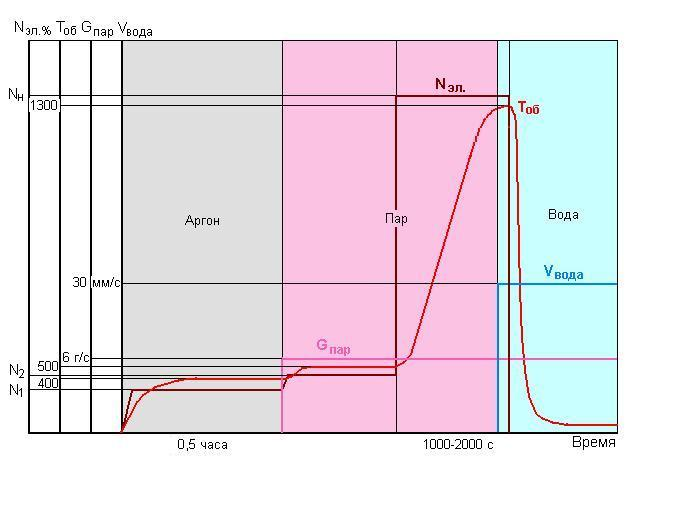 Nэл.% Tоб Gпар Vвода
Nн
Nэл.
1300
Tоб
Аргон
Пар
Вода
Vвода
30 мм/с
Gпар
6 г/с
N2
500
400
N1
0,5 часа
1000-2000 с
Время